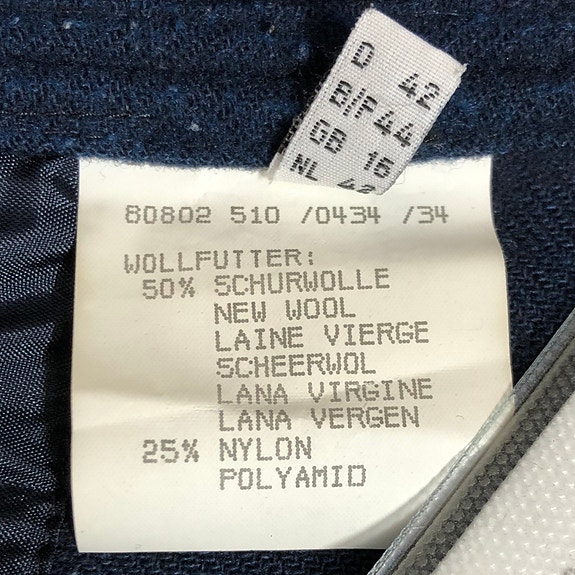 D 42
B/P 44
GB 16
NL 42
80802 510 /0434 /34
WOLLFUTTER:
50% SCHURWOLLE
NEW WOOL
LAINE VIERGE
SCHEERWOL
LANA VIRGINE
LANA VERGEN
25% NYLON
POLYAMID